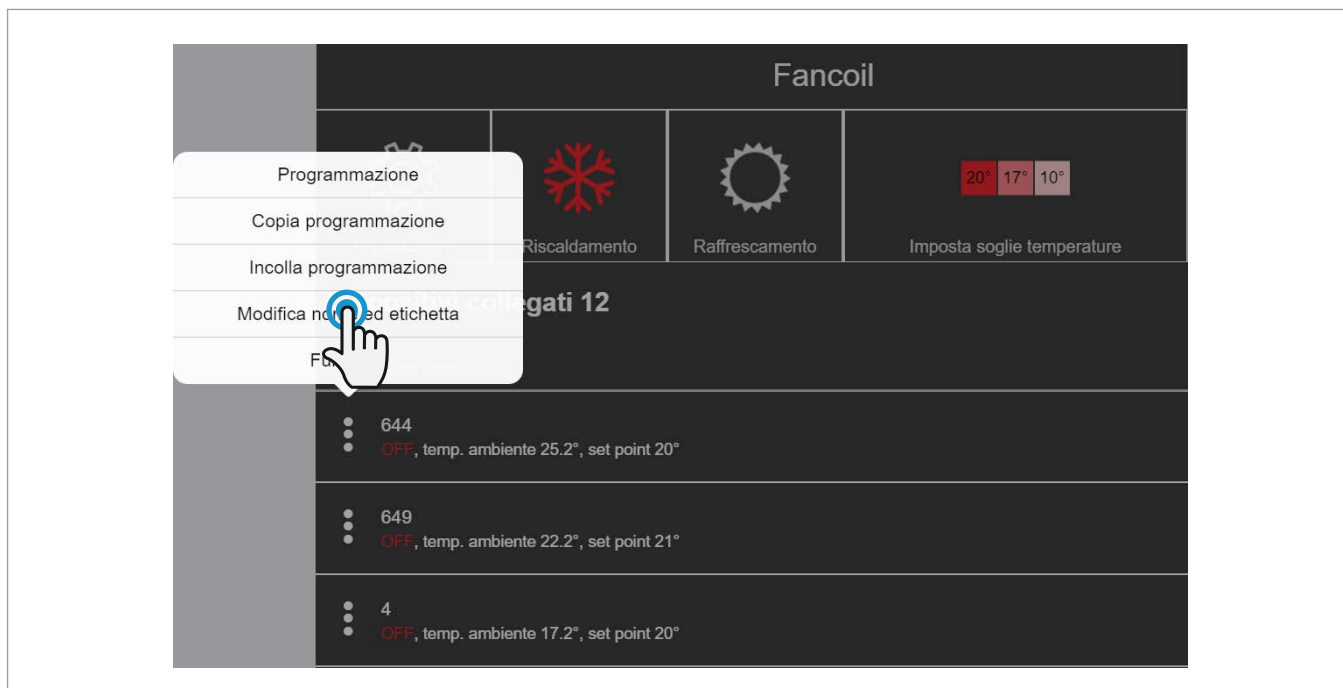 Fancoil
Programmazione
Copia programmazione
Incolla programmazione
Modifica ed etichetta
20° 17° 10°
Riscaldamento
Raffrescamento
Imposta soglie temperature
collegati 12
644
OFF, temp. ambiente 25.2°, set point 20°
649
OFF, temp. ambiente 22.2°, set point 21°
4
OFF, temp. ambiente 17.2°, set point 20°